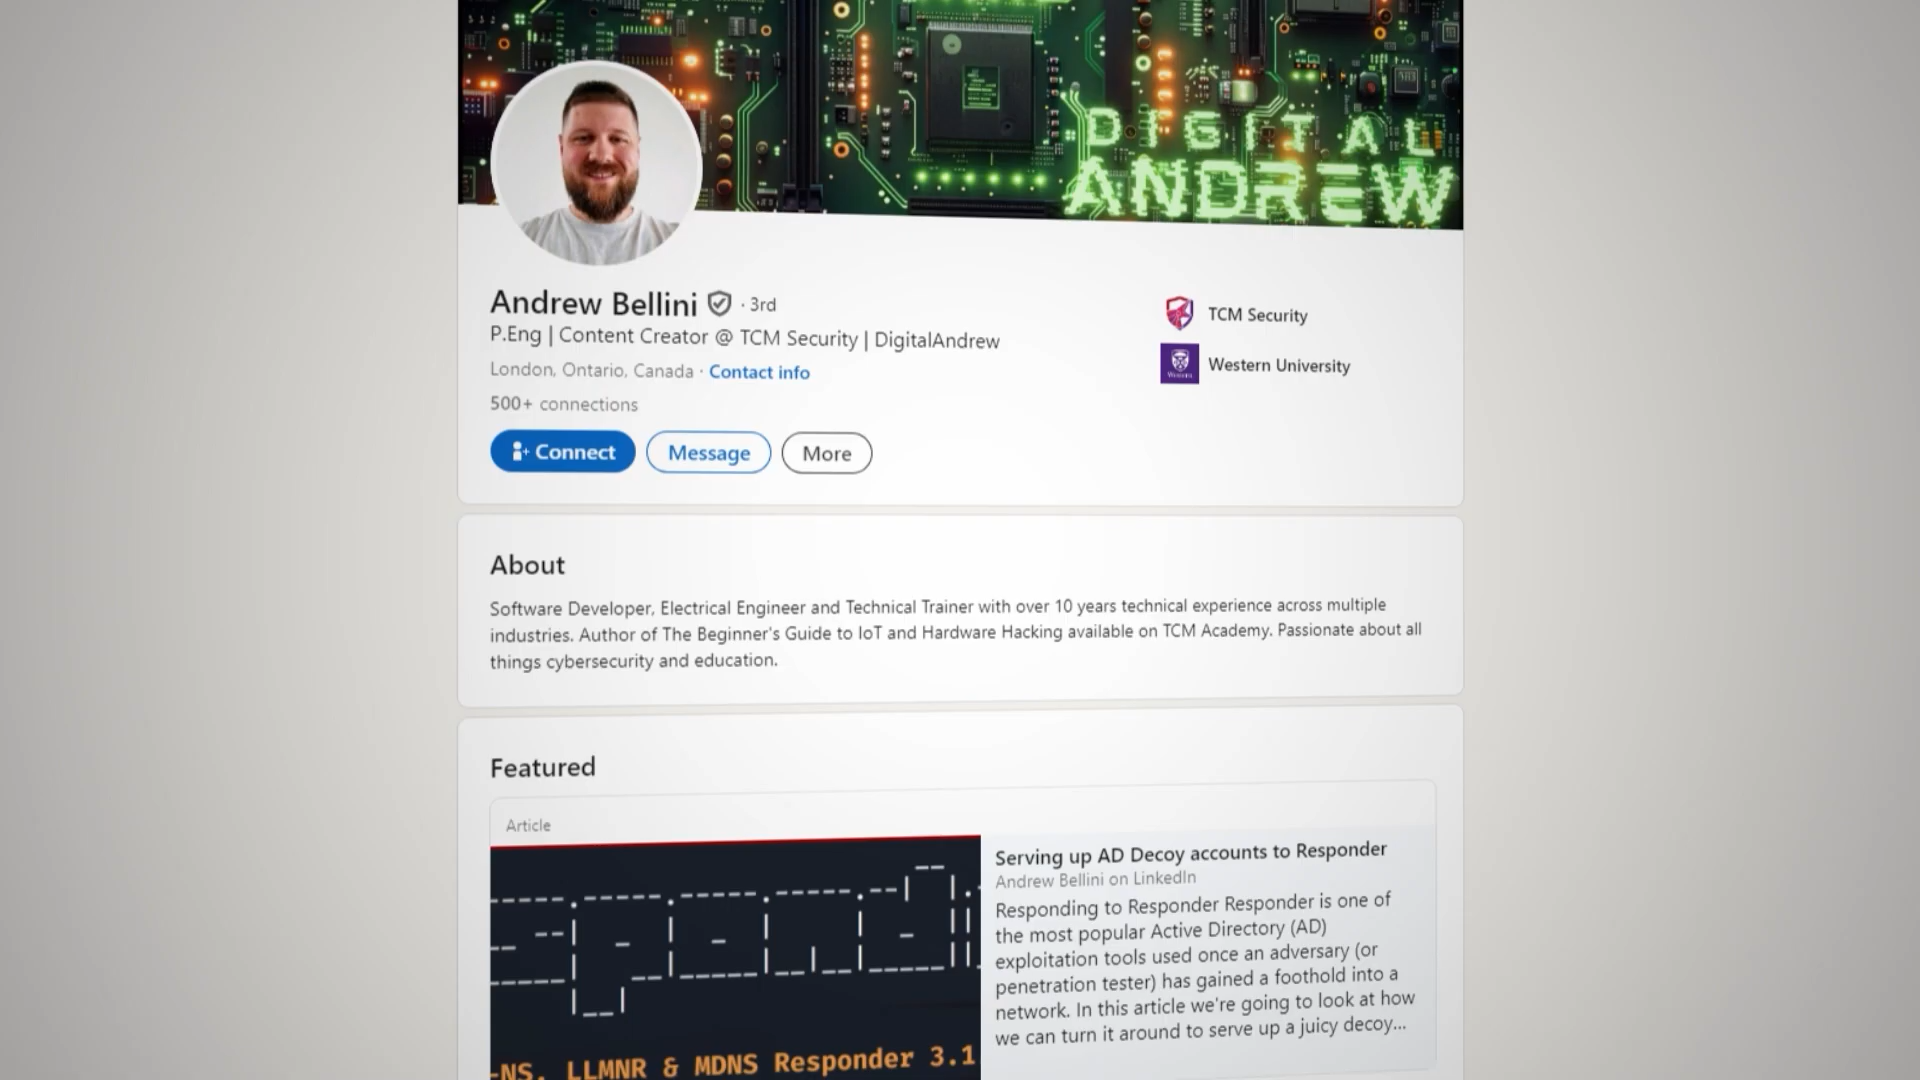 DIGITAL
ANDREW
Andrew Bellini · 3rd
P.Eng | Content Creator @ TCM Security | DigitalAndrew
London, Ontario, Canada · Contact info
500+ connections
Connect
Message
More
TCM Security
Western University
About
Software Developer, Electrical Engineer and Technical Trainer with over 10 years technical experience across multiple
industries. Author of The Beginner's Guide to IoT and Hardware Hacking available on TCM Academy. Passionate about all
things cybersecurity and education.
Featured
Article
-NS, LLMNR & MDNS Responder 3.1
Serving up AD Decoy accounts to Responder
Andrew Bellini on LinkedIn
Responding to Responder Responder is one of
the most popular Active Directory (AD)
exploitation tools used once an adversary (or
penetration tester) has gained a foothold into a
network. In this article we're going to look at how
we can turn it around to serve up a juicy decoy...